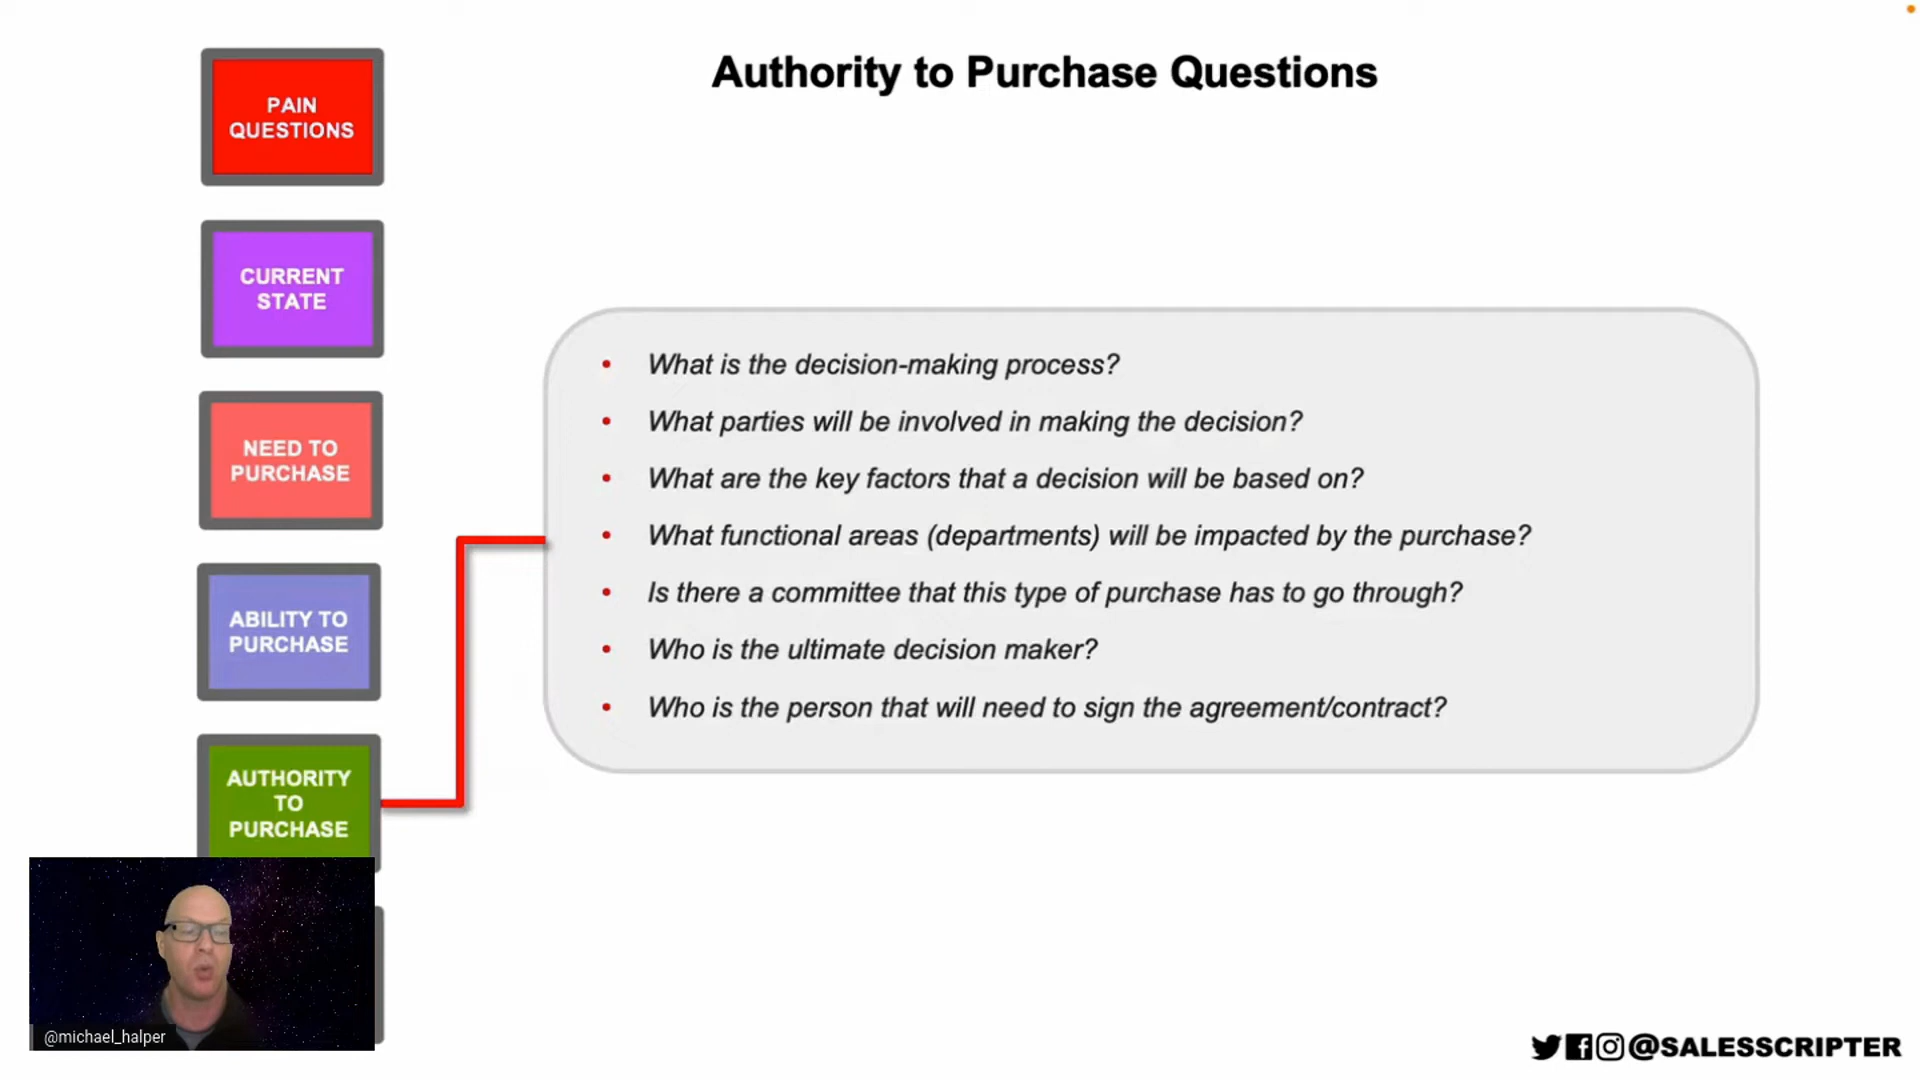 Authority to Purchase Questions
PAIN
QUESTIONS
CURRENT
STATE
NEED TO
PURCHASE
ABILITY TO
PURCHASE
AUTHORITY
TO
PURCHASE
• What is the decision-making process?
• What parties will be involved in making the decision?
• What are the key factors that a decision will be based on?
• What functional areas (departments) will be impacted by the purchase?
• Is there a committee that this type of purchase has to go through?
• Who is the ultimate decision maker?
• Who is the person that will need to sign the agreement/contract?
@michael_halper
@SALESSCRIPTER